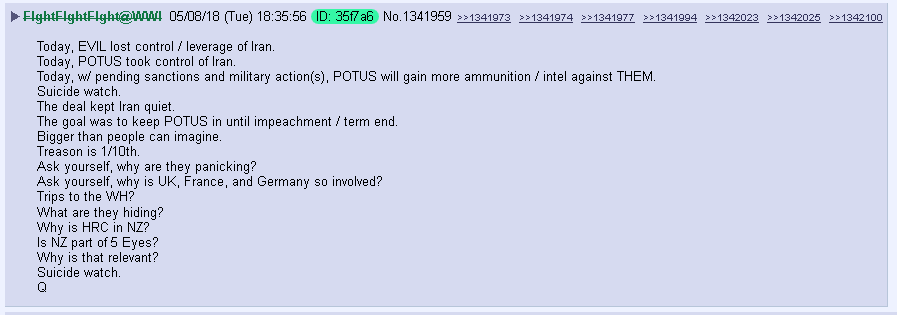 ▶ FIghtFIghtFIght@WWI 05/08/18 (Tue) 18:35:56 ID: 35f7a6 No.1341959 >>1341973 >>1341974 >>1341977 >>1341994 >>1342023 >>1342025 >>1342100
Today, EVIL lost control / leverage of Iran.
Today, POTUS took control of Iran.
Today, w/ pending sanctions and military action(s), POTUS will gain more ammunition / intel against THEM.
Suicide watch.
The deal kept Iran quiet.
The goal was to keep POTUS in until impeachment / term end.
Bigger than people can imagine.
Treason is 1/10th.
Ask yourself, why are they panicking?
Ask yourself, why is UK, France, and Germany so involved?
Trips to the WH?
What are they hiding?
Why is HRC in NZ?
Is NZ part of 5 Eyes?
Why is that relevant?
Suicide watch.
Q